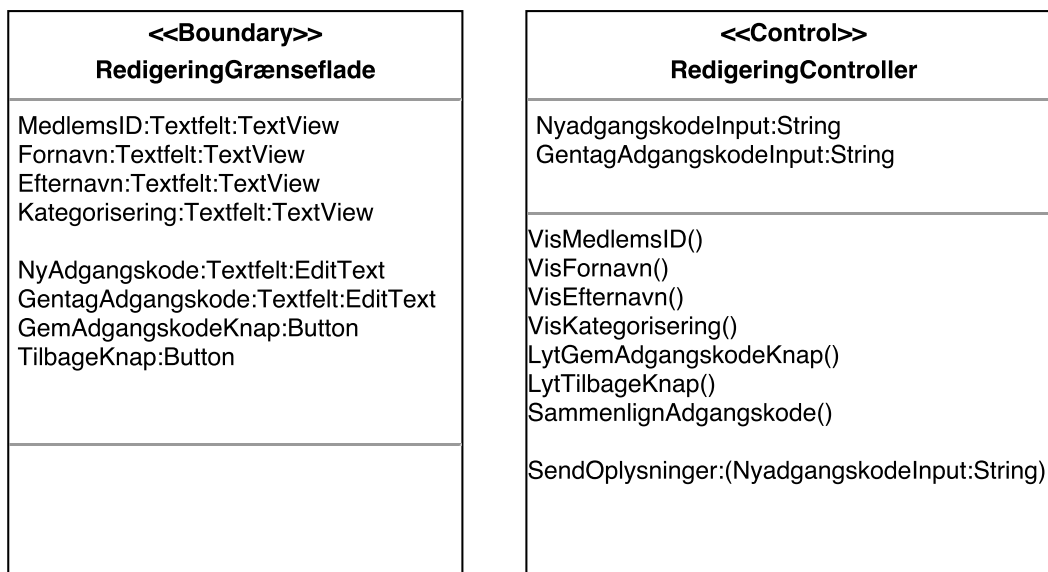 <<Boundary>>
RedigeringGrænseflade
MedlemsID:Textfelt:TextView
Fornavn:Textfelt:TextView
Efternavn:Textfelt:TextView
Kategorisering:Textfelt:TextView
NyAdgangskode:Textfelt:EditText
GentagAdgangskode:Textfelt:EditText
GemAdgangskodeKnap:Button
TilbageKnap:Button
<<Control>>
RedigeringController
NyadgangskodeInput:String
GentagAdgangskodeInput:String
VisMedlemsID()
VisFornavn()
VisEfternavn()
VisKategorisering()
LytGemAdgangskodeKnap()
LytTilbageKnap()
SammenlignAdgangskode()
SendOplysninger:(NyadgangskodeInput:String)